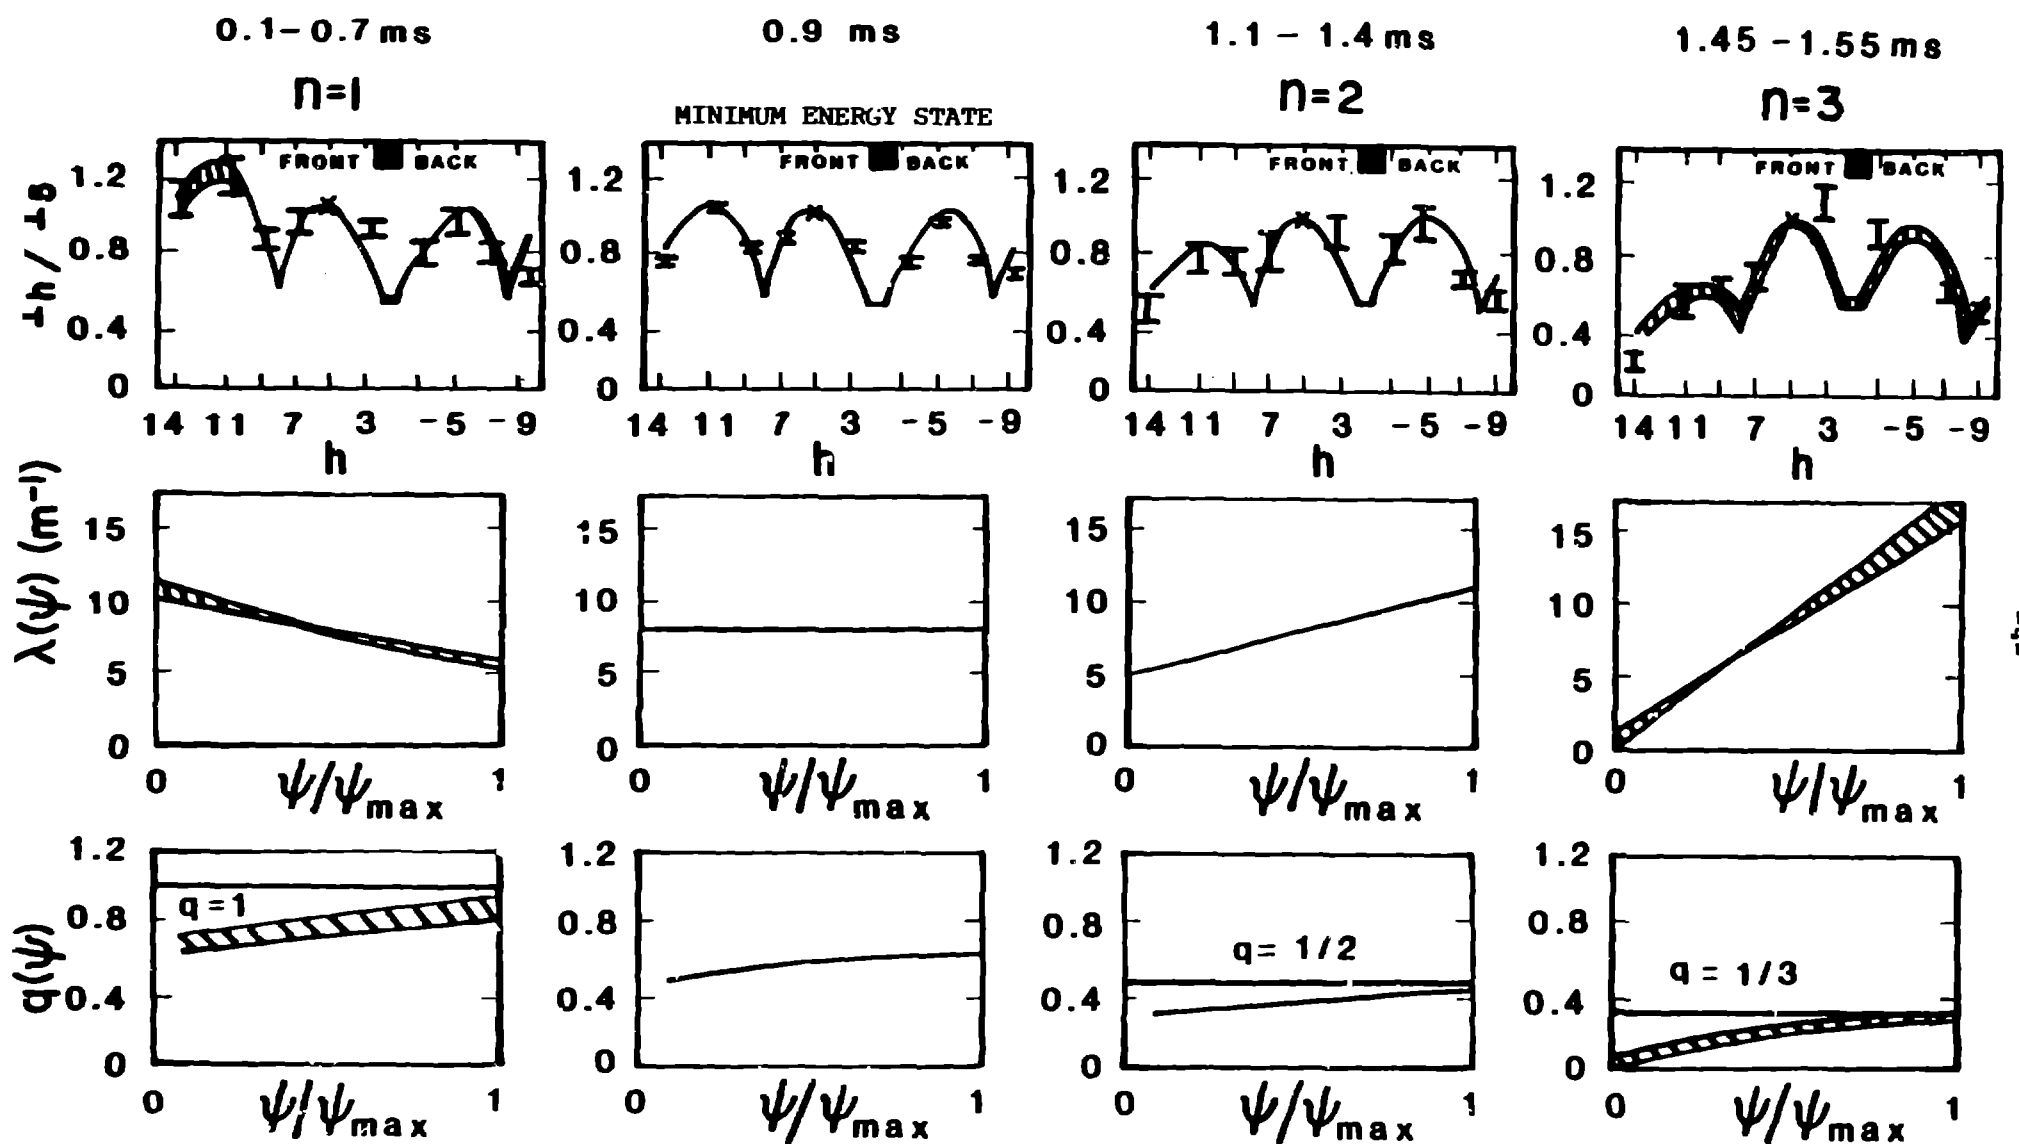 0.1-0.7 ms 0.9 ms 1.1 - 1.4 ms 1.45 - 1.55 ms
n=1 MINIMUM ENERGY STATE n=2 n=3
FRONT BACK FRONT BACK FRONT BACK FRONT BACK
1.2 1.2 1.2 1.2
0.8 0.8 0.8 0.8
0.4 0.4 0.4 0.4
0 0 0 0
14 11 7 3 -5 -9 14 11 7 3 -5 -9 14 11 7 3 -5 -9 14 11 7 3 -5 -9
h h h h
λ(ψ) (m⁻¹)
15 15 15 15
10 10 10 10
5 5 5 5
0 0 0 0
0 ψ/ψmax 1 0 ψ/ψmax 1 0 ψ/ψmax 1 0 ψ/ψmax 1
q(ψ)
1.2 1.2 1.2 1.2
q=1 q= 1/2 q = 1/3
0.8 0.8 0.8 0.8
0.4 0.4 0.4 0.4
0 0 0 0
0 ψ/ψmax 1 0 ψ/ψmax 1 0 ψ/ψmax 1 0 ψ/ψmax 1